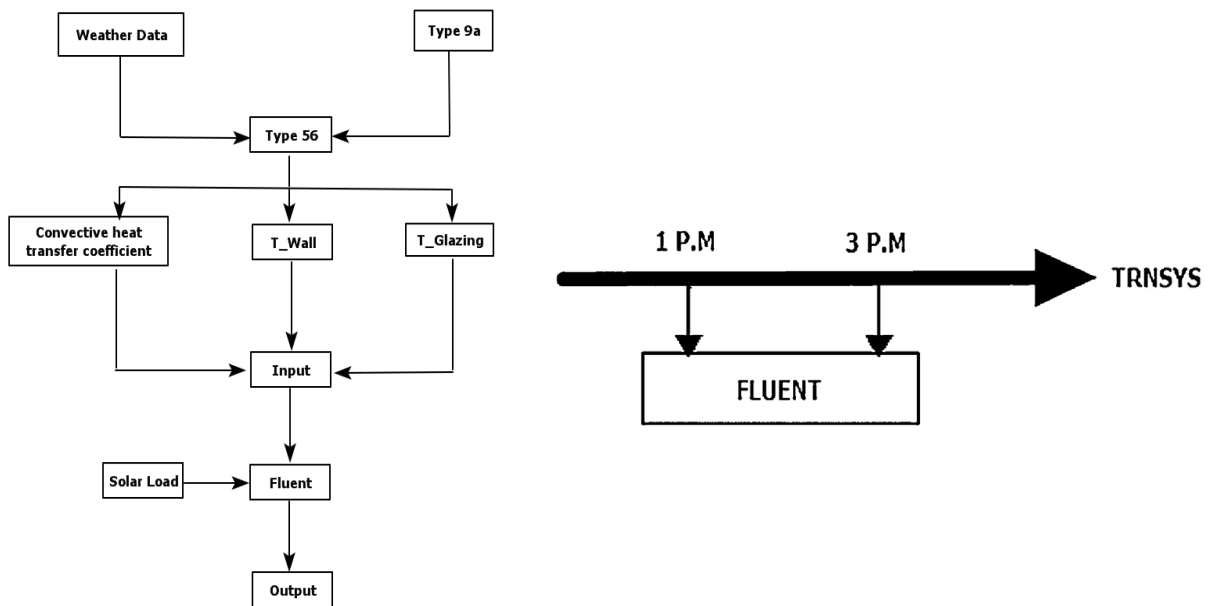 Weather Data
Type 9a
Type 56
Convective heat
transfer coefficient
T_Wall
T_Glazing
Input
Solar Load
Fluent
Output
1 P.M
3 P.M
TRNSYS
FLUENT